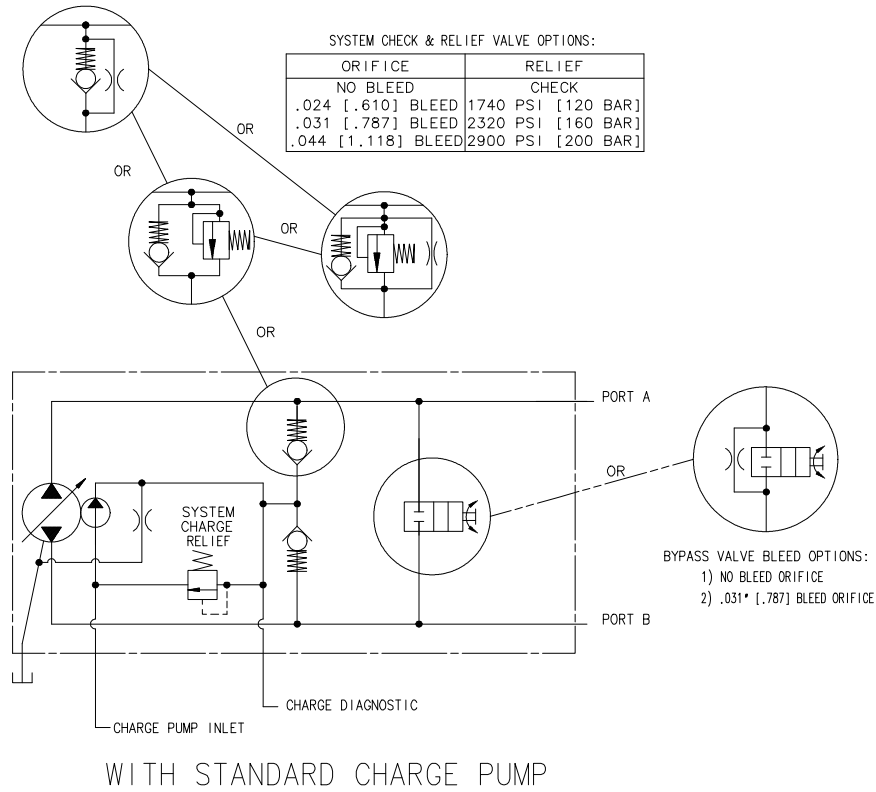 SYSTEM CHECK & RELIEF VALVE OPTIONS:
ORIFICE RELIEF
NO BLEED CHECK
.024 [.610] BLEED 1740 PSI [120 BAR]
.031 [.787] BLEED 2320 PSI [160 BAR]
.044 [1.118] BLEED 2900 PSI [200 BAR]
OR
OR
OR
OR
PORT A
OR
SYSTEM
CHARGE
RELIEF
BYPASS VALVE BLEED OPTIONS:
1) NO BLEED ORIFICE
2) .031" [.787] BLEED ORIFICE
PORT B
CHARGE DIAGNOSTIC
CHARGE PUMP INLET
WITH STANDARD CHARGE PUMP